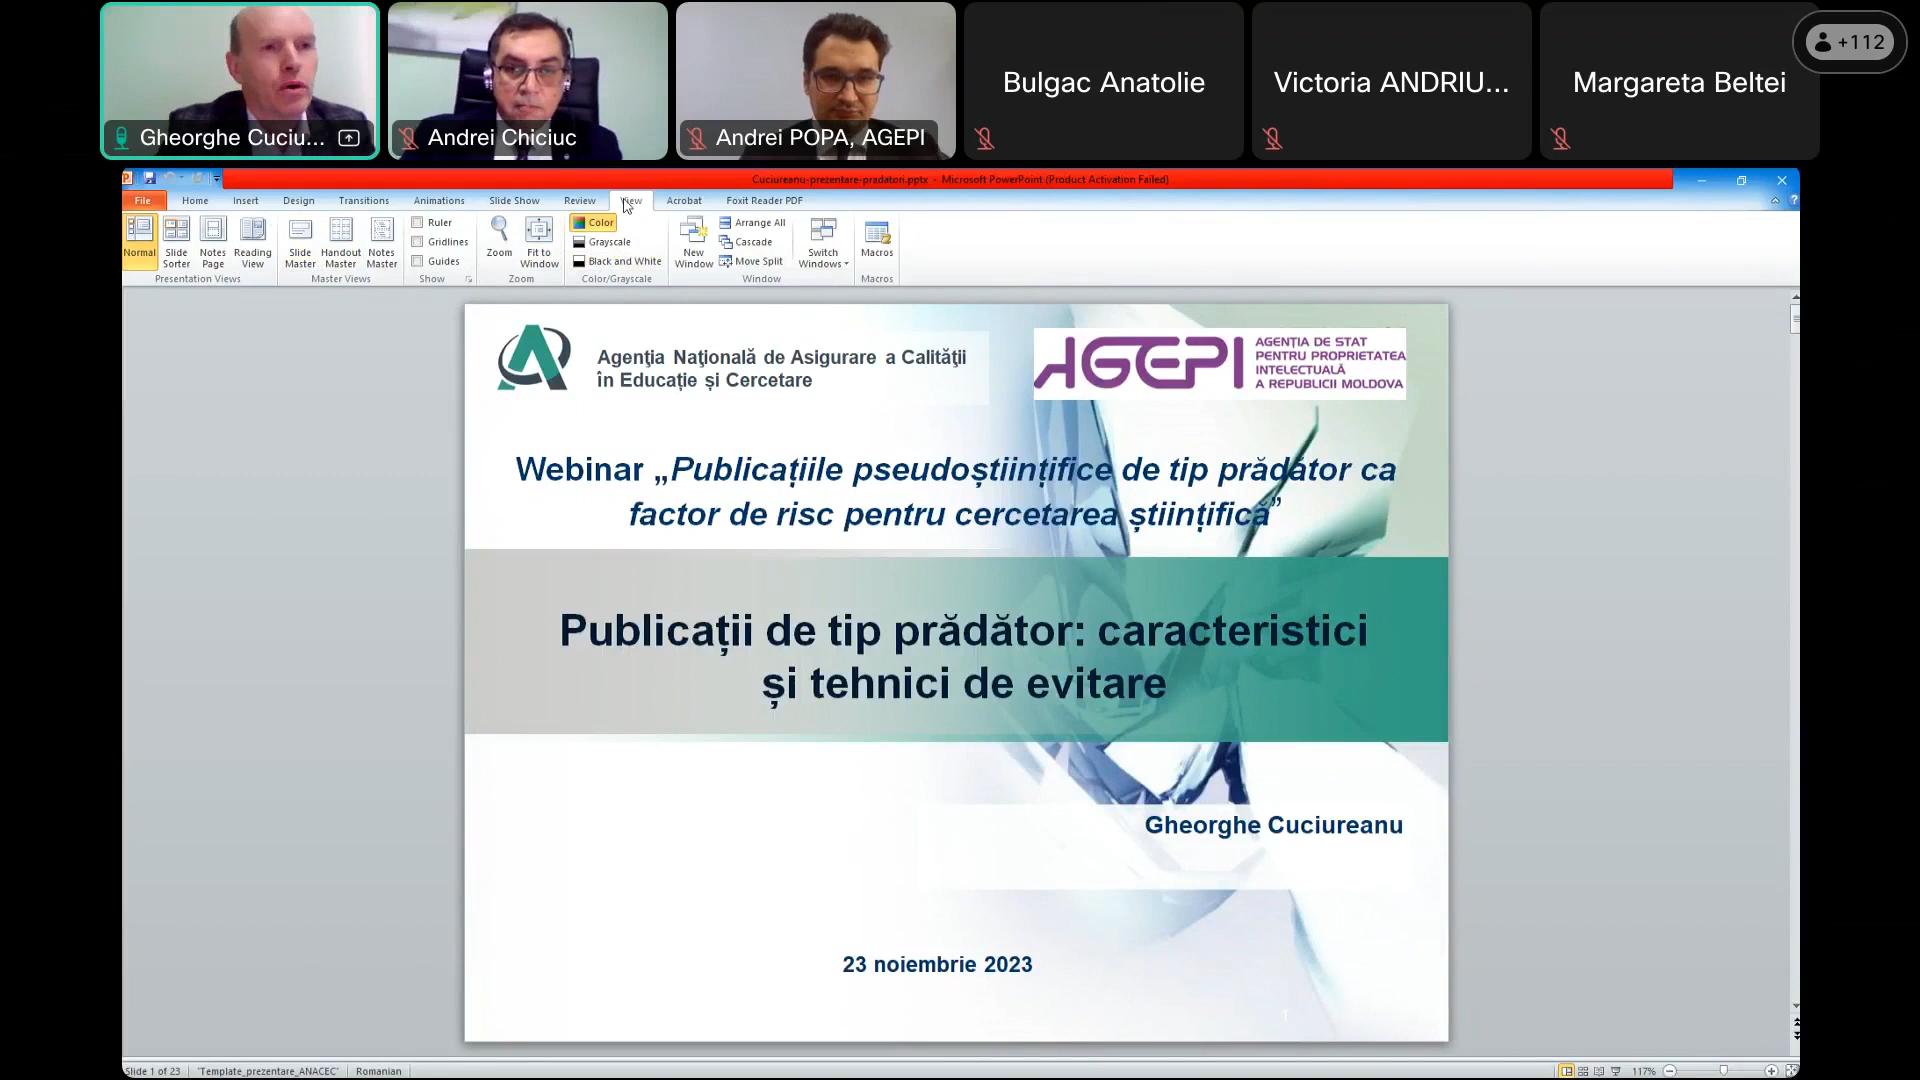 Gheorghe Cuciu...
Andrei Chiciuc
Andrei POPA, AGEPI
Bulgac Anatolie
Victoria ANDRIU...
Margareta Beltei
+112
Cuciureanu-prezentare-pradatori.pptx - Microsoft PowerPoint (Product Activation Failed)
File Home Insert Design Transitions Animations Slide Show Review View Acrobat Foxit Reader PDF
Normal
Slide Sorter
Notes Page
Reading View
Presentation Views
Slide Master
Handout Master
Notes Master
Master Views
Ruler
Gridlines
Guides
Show
Zoom
Fit to Window
Zoom
Color
Grayscale
Black and White
Color/Grayscale
New Window
Arrange All
Cascade
Move Split
Switch Windows
Window
Macros
Macros
Agenţia Naţională de Asigurare a Calităţii
în Educație și Cercetare
AGEPI
AGENȚIA DE STAT
PENTRU PROPRIETATEA
INTELECTUALĂ
A REPUBLICII MOLDOVA
Webinar „Publicațiile pseudoștiințifice de tip prădător ca
factor de risc pentru cercetarea științifică”
Publicații de tip prădător: caracteristici
și tehnici de evitare
Gheorghe Cuciureanu
23 noiembrie 2023
1
Slide 1 of 23
"Template_prezentare_ANACEC"
Romanian
117%